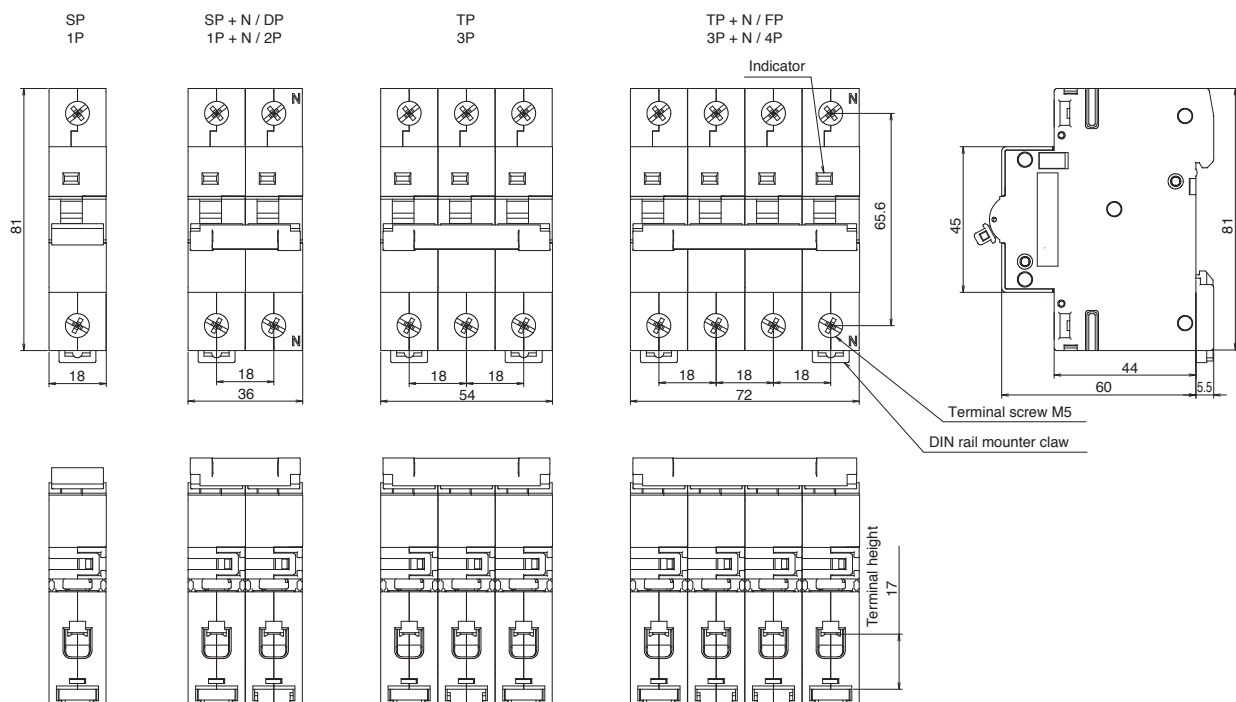 SP
1P
SP + N / DP
1P + N / 2P
TP
3P
TP + N / FP
3P + N / 4P
Indicator
N
N
81
65.6
45
81
N
N
18
18
36
18
18
54
18
18
18
72
44
60
5.5
Terminal screw M5
DIN rail mounter claw
Terminal height
17